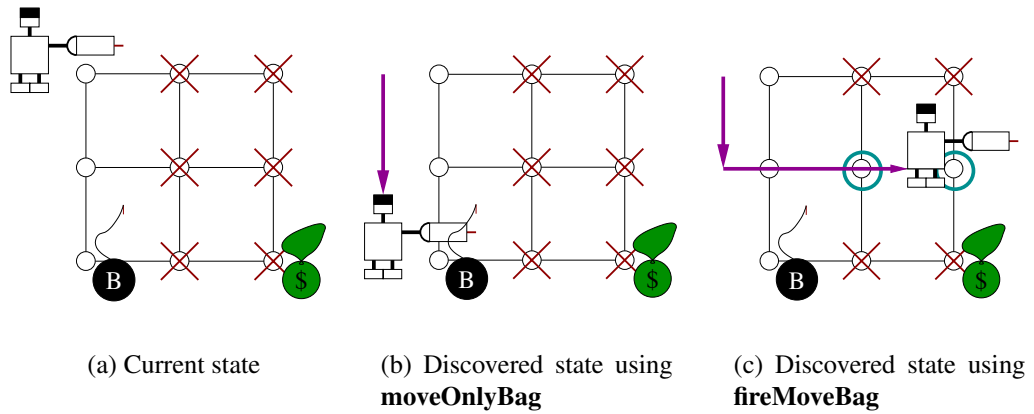 B
$
B
$
B
$
(a) Current state
(b) Discovered state using
moveOnlyBag
(c) Discovered state using
fireMoveBag